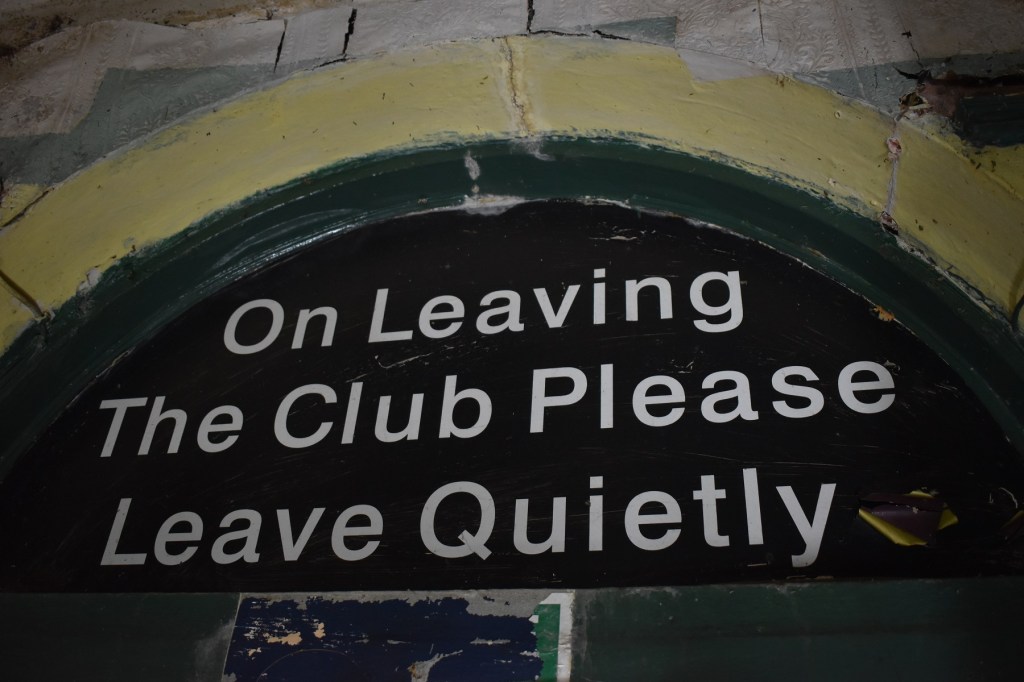 On Leaving
The Club Please
Leave Quietly